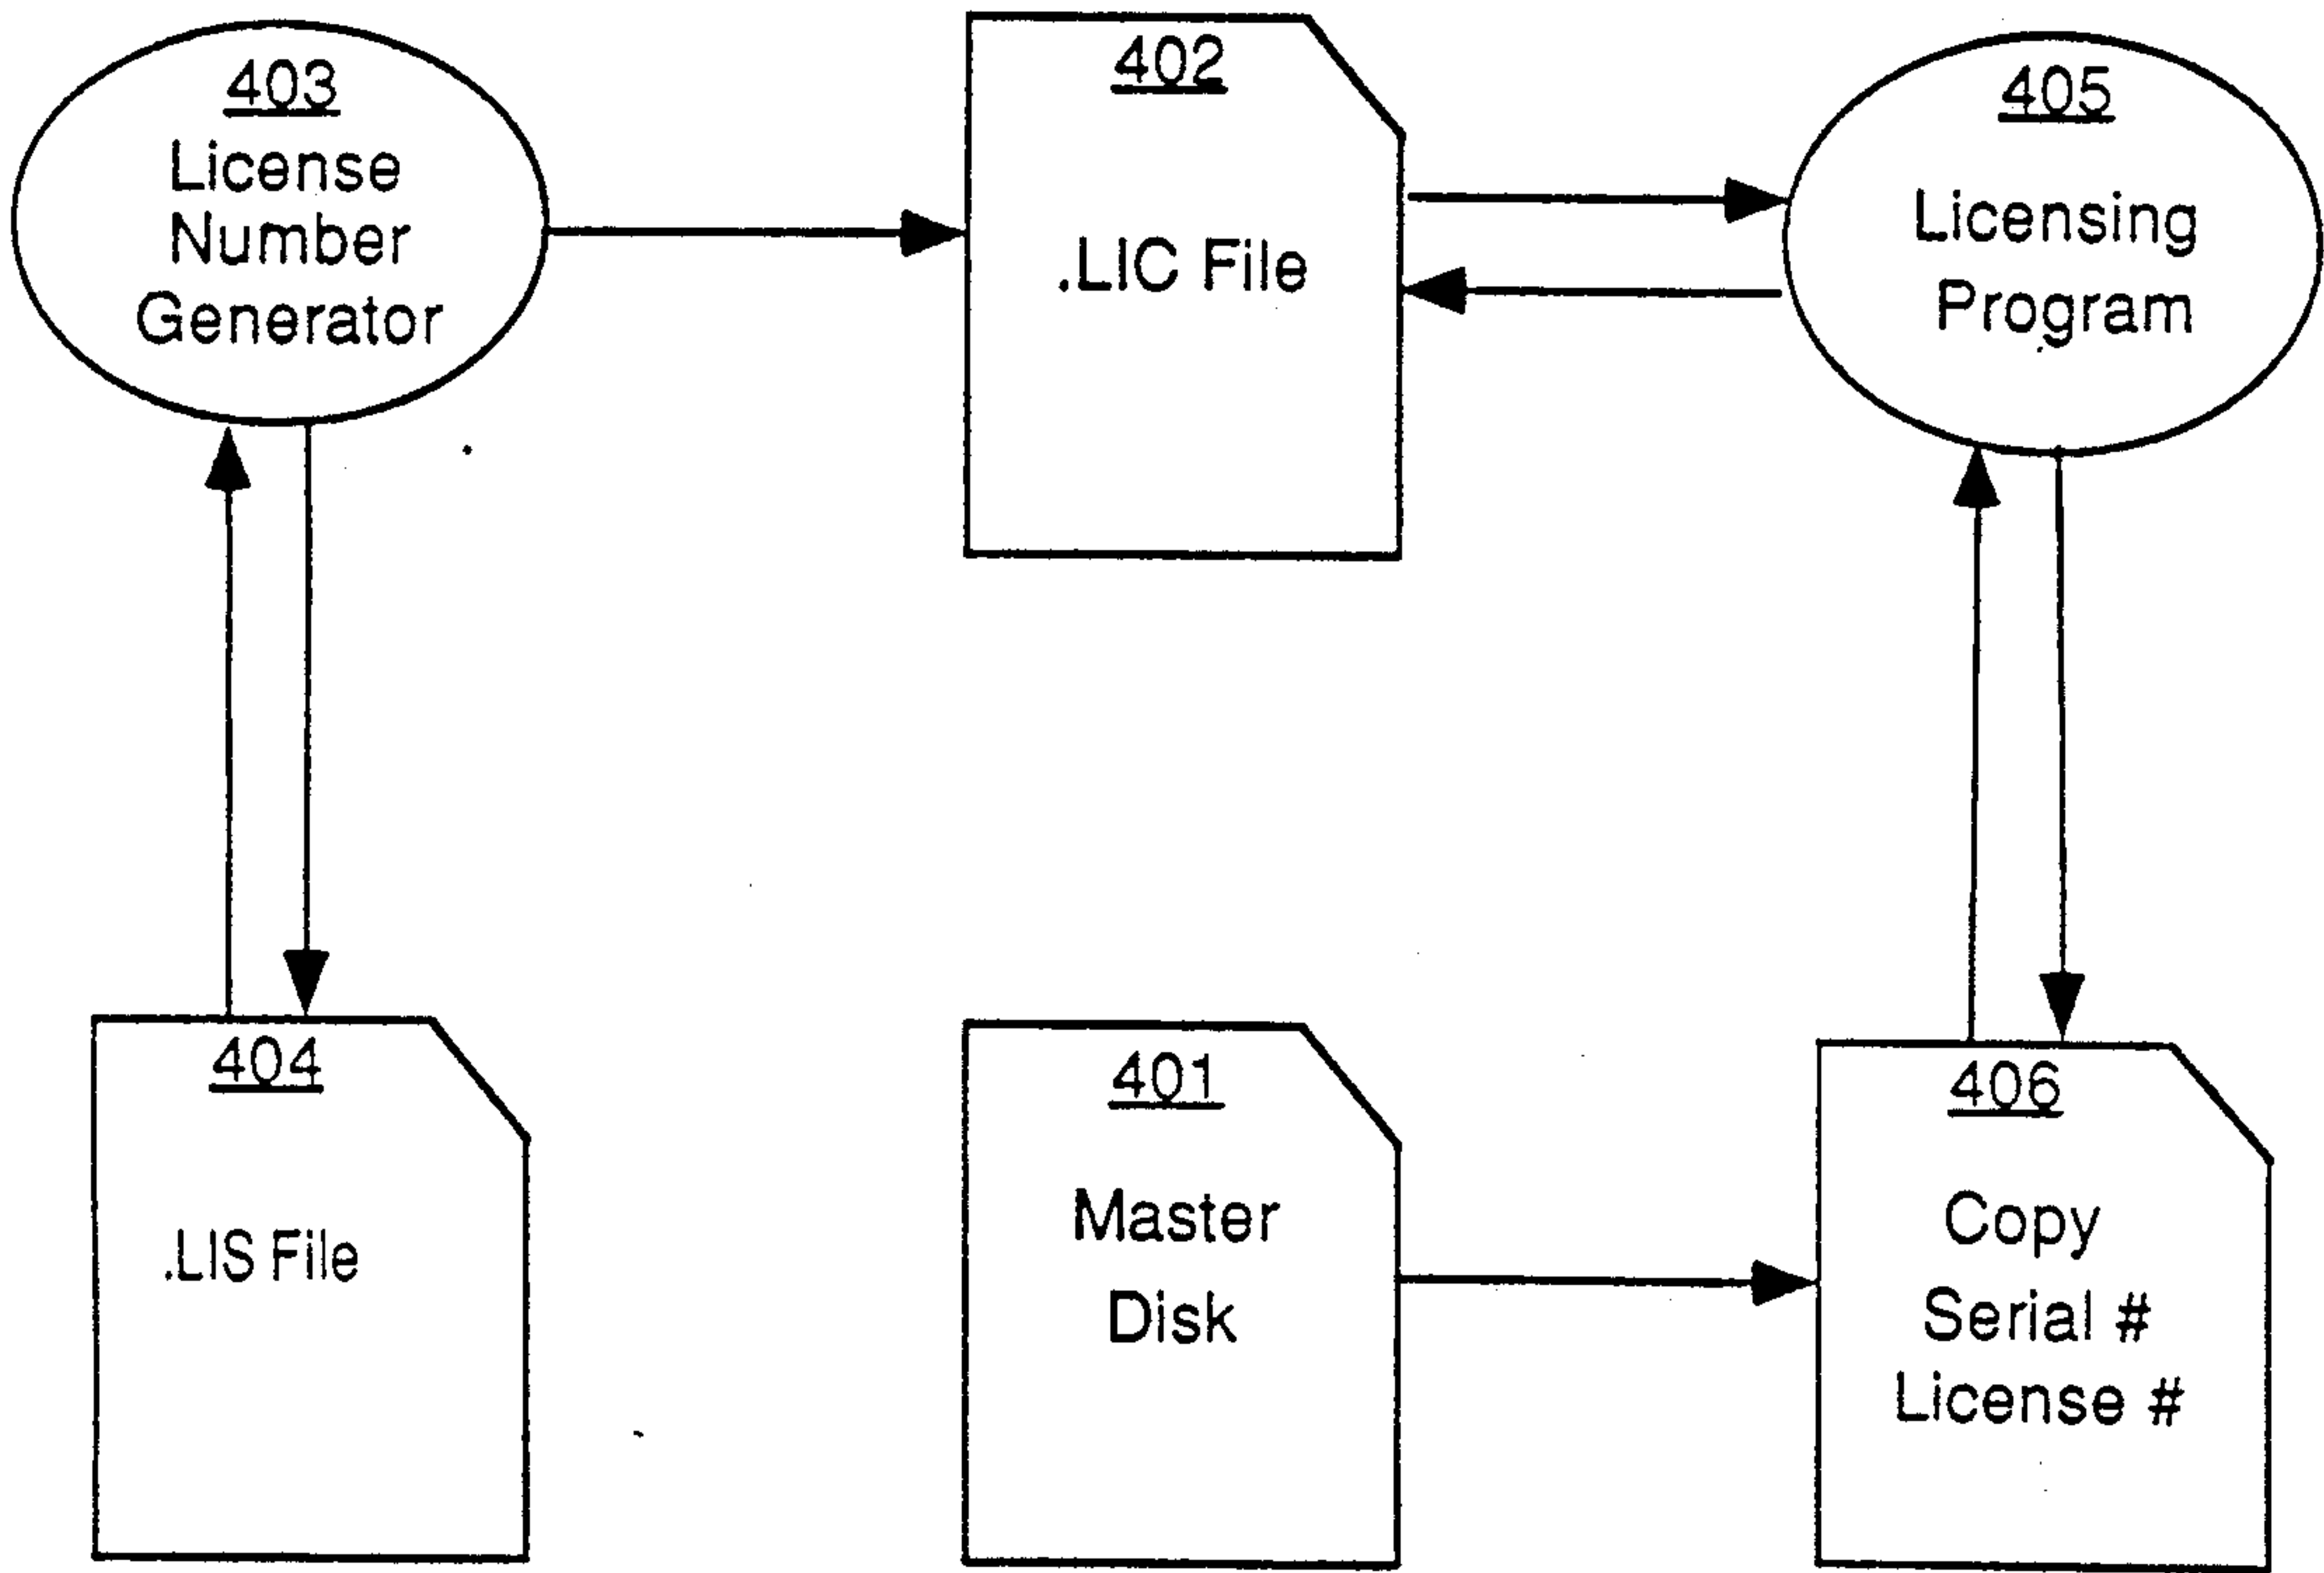 403
License
Number
Generator
402
.LIC File
405
Licensing
Program
404
.LIS File
401
Master
Disk
406
Copy
Serial #
License #